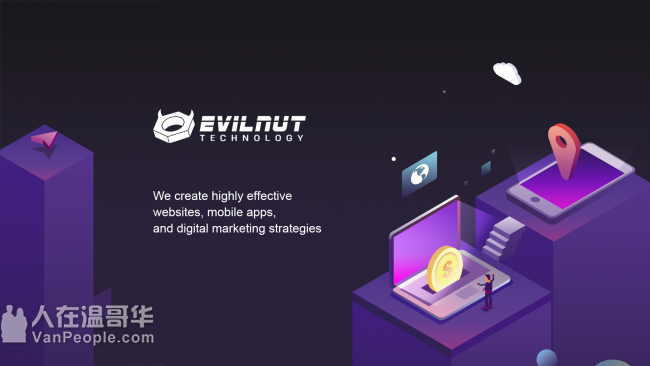 EVILNUT
TECHNOLOGY
We create highly effective
websites, mobile apps,
and digital marketing strategies
人在温哥华
VanPeople.com
$